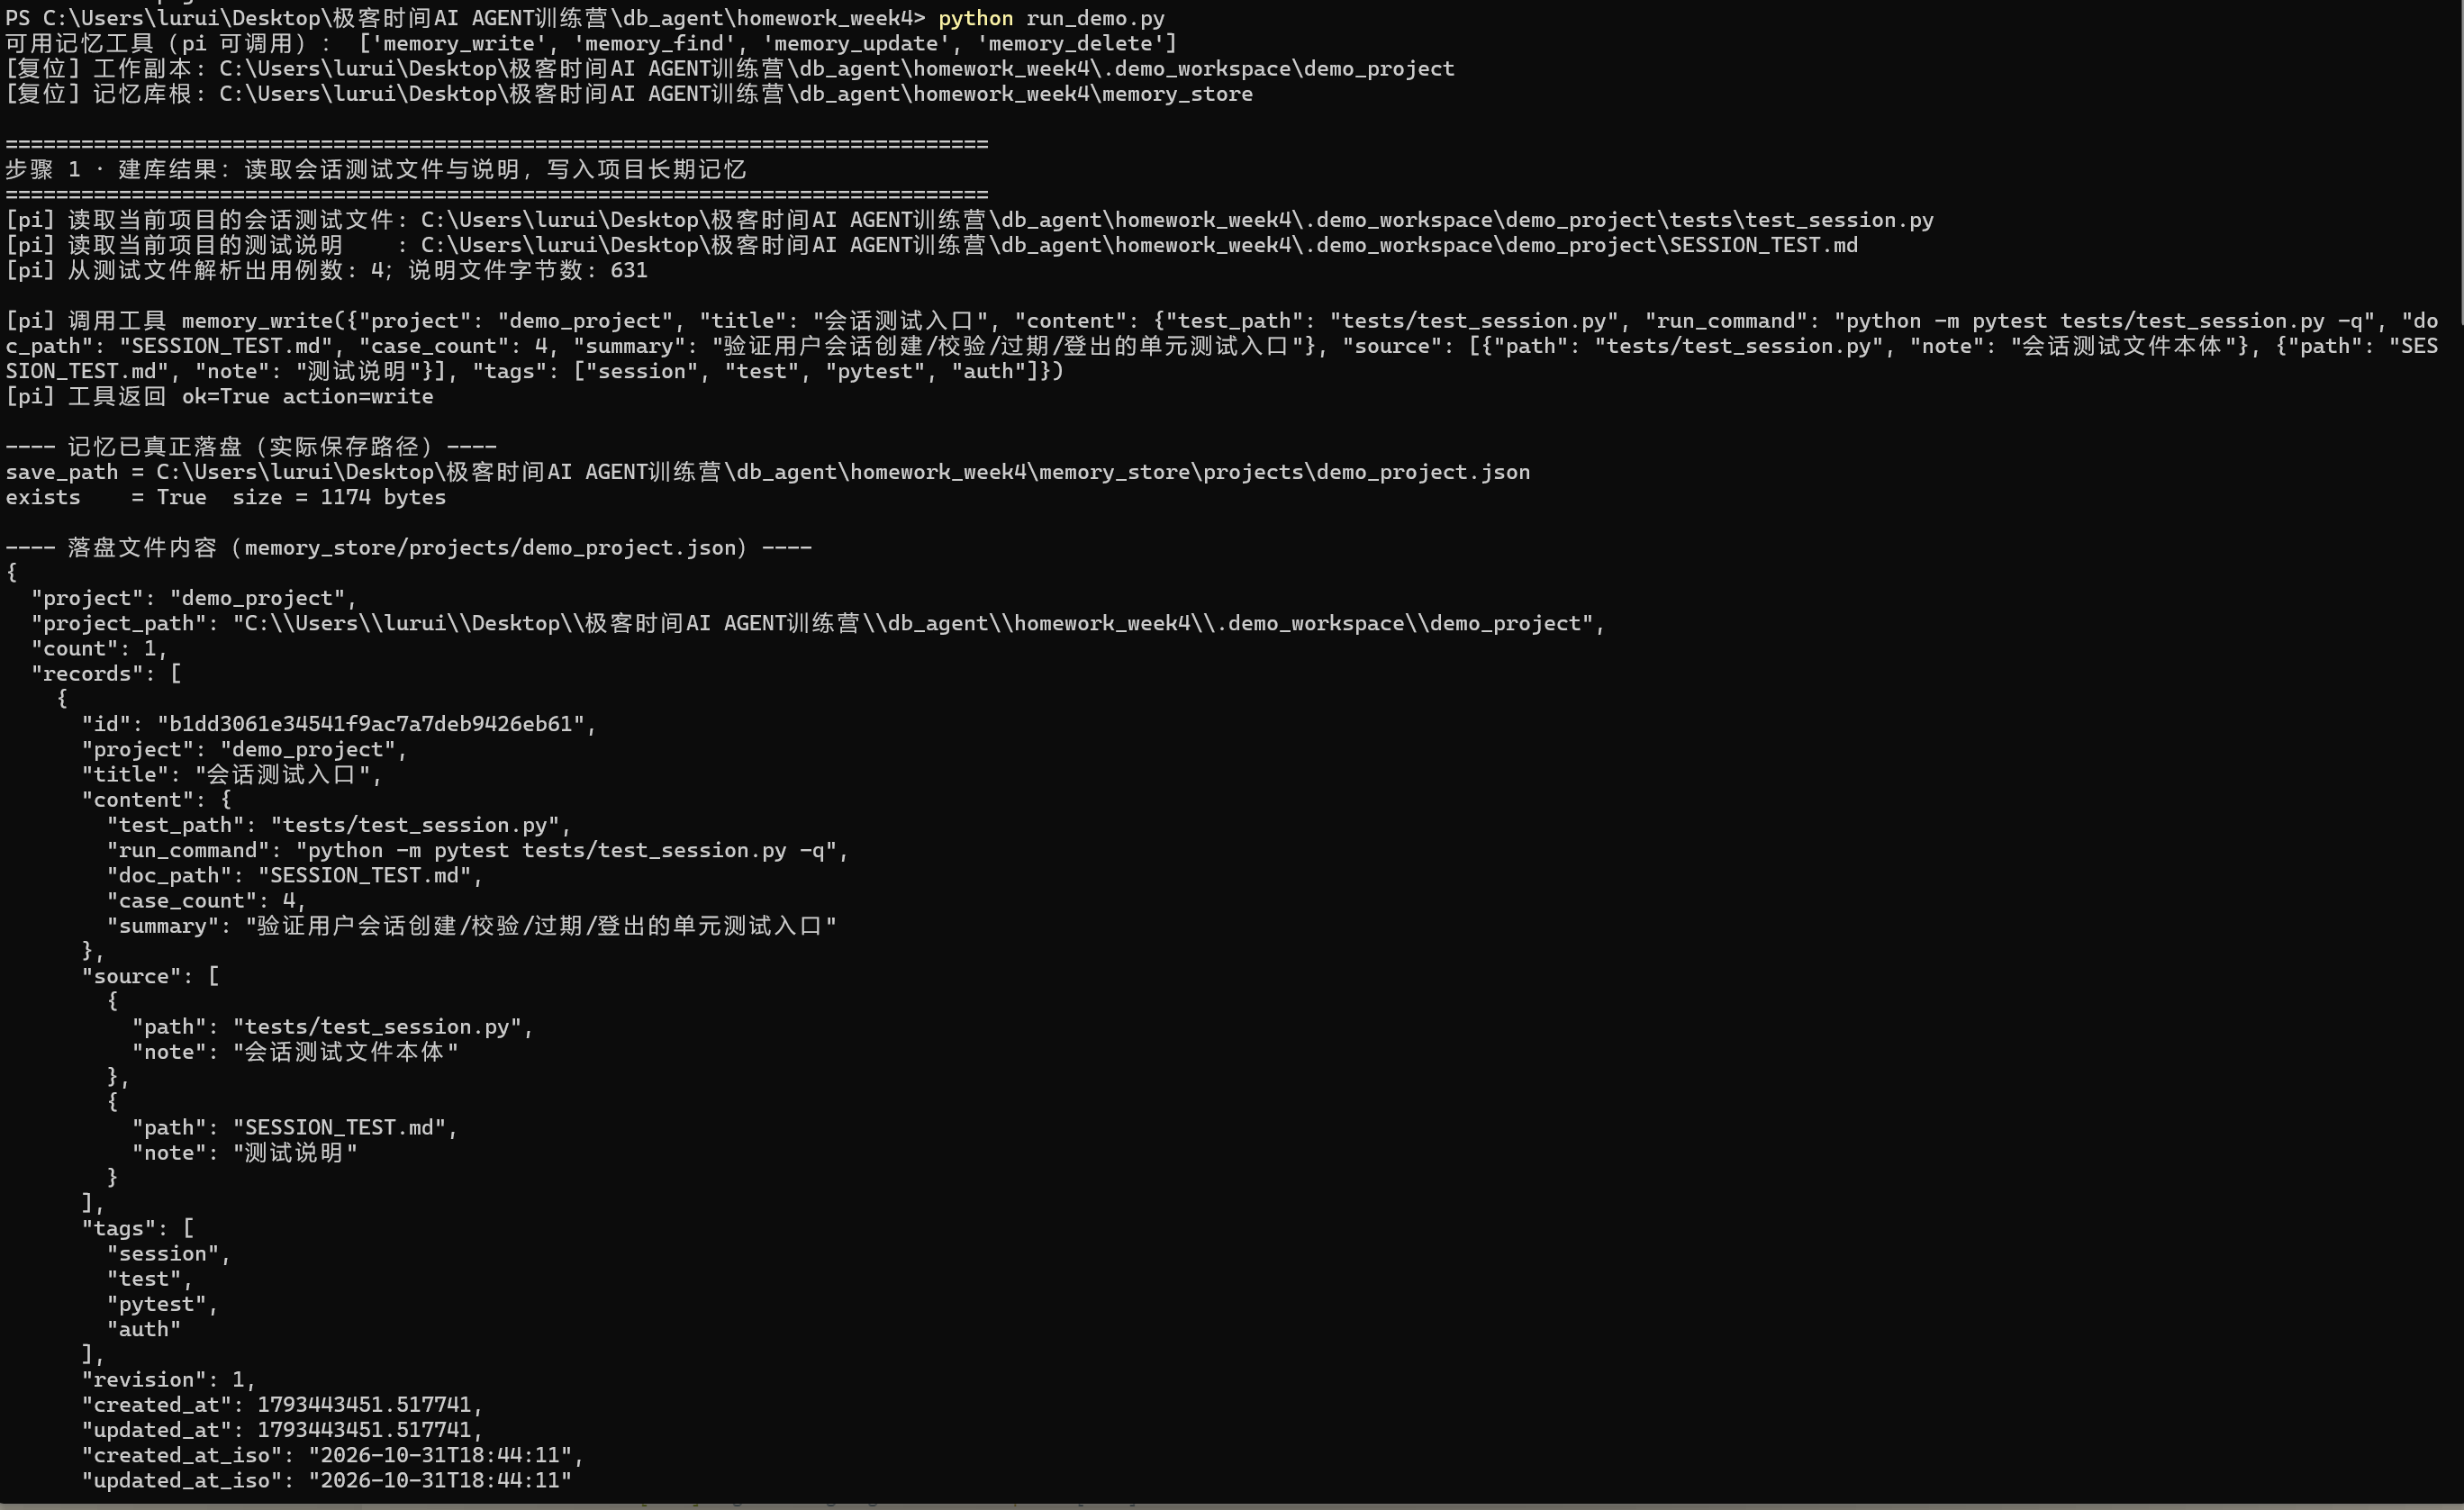 PS C:\Users\lurui\Desktop\极客时间AI AGENT训练营\db_agent\homework_week4> python run_demo.py
可用记忆工具（pi 可调用）： ['memory_write', 'memory_find', 'memory_update', 'memory_delete']
[复位] 工作副本: C:\Users\lurui\Desktop\极客时间AI AGENT训练营\db_agent\homework_week4\.demo_workspace\demo_project
[复位] 记忆库根: C:\Users\lurui\Desktop\极客时间AI AGENT训练营\db_agent\homework_week4\memory_store
==============================================================================
步骤 1 · 建库结果: 读取会话测试文件与说明, 写入项目长期记忆
==============================================================================
[pi] 读取当前项目的会话测试文件: C:\Users\lurui\Desktop\极客时间AI AGENT训练营\db_agent\homework_week4\.demo_workspace\demo_project\tests\test_session.py
[pi] 读取当前项目的测试说明    : C:\Users\lurui\Desktop\极客时间AI AGENT训练营\db_agent\homework_week4\.demo_workspace\demo_project\SESSION_TEST.md
[pi] 从测试文件解析出用例数: 4; 说明文件字节数: 631
[pi] 调用工具 memory_write({"project": "demo_project", "title": "会话测试入口", "content": {"test_path": "tests/test_session.py", "run_command": "python -m pytest tests/test_session.py -q", "do
c_path": "SESSION_TEST.md", "case_count": 4, "summary": "验证用户会话创建/校验/过期/登出的单元测试入口"}, "source": [{"path": "tests/test_session.py", "note": "会话测试文件本体"}, {"path": "SES
SION_TEST.md", "note": "测试说明"}], "tags": ["session", "test", "pytest", "auth"]})
[pi] 工具返回 ok=True action=write
---- 记忆已真正落盘（实际保存路径）----
save_path = C:\Users\lurui\Desktop\极客时间AI AGENT训练营\db_agent\homework_week4\memory_store\projects\demo_project.json
exists    = True  size = 1174 bytes
---- 落盘文件内容（memory_store/projects/demo_project.json）----
{
  "project": "demo_project",
  "project_path": "C:\\Users\\lurui\\Desktop\\极客时间AI AGENT训练营\\db_agent\\homework_week4\\.demo_workspace\\demo_project",
  "count": 1,
  "records": [
    {
      "id": "b1dd3061e34541f9ac7a7deb9426eb61",
      "project": "demo_project",
      "title": "会话测试入口",
      "content": {
        "test_path": "tests/test_session.py",
        "run_command": "python -m pytest tests/test_session.py -q",
        "doc_path": "SESSION_TEST.md",
        "case_count": 4,
        "summary": "验证用户会话创建/校验/过期/登出的单元测试入口"
      },
      "source": [
        {
          "path": "tests/test_session.py",
          "note": "会话测试文件本体"
        },
        {
          "path": "SESSION_TEST.md",
          "note": "测试说明"
        }
      ],
      "tags": [
        "session",
        "test",
        "pytest",
        "auth"
      ],
      "revision": 1,
      "created_at": 1793443451.517741,
      "updated_at": 1793443451.517741,
      "created_at_iso": "2026-10-31T18:44:11",
      "updated_at_iso": "2026-10-31T18:44:11"